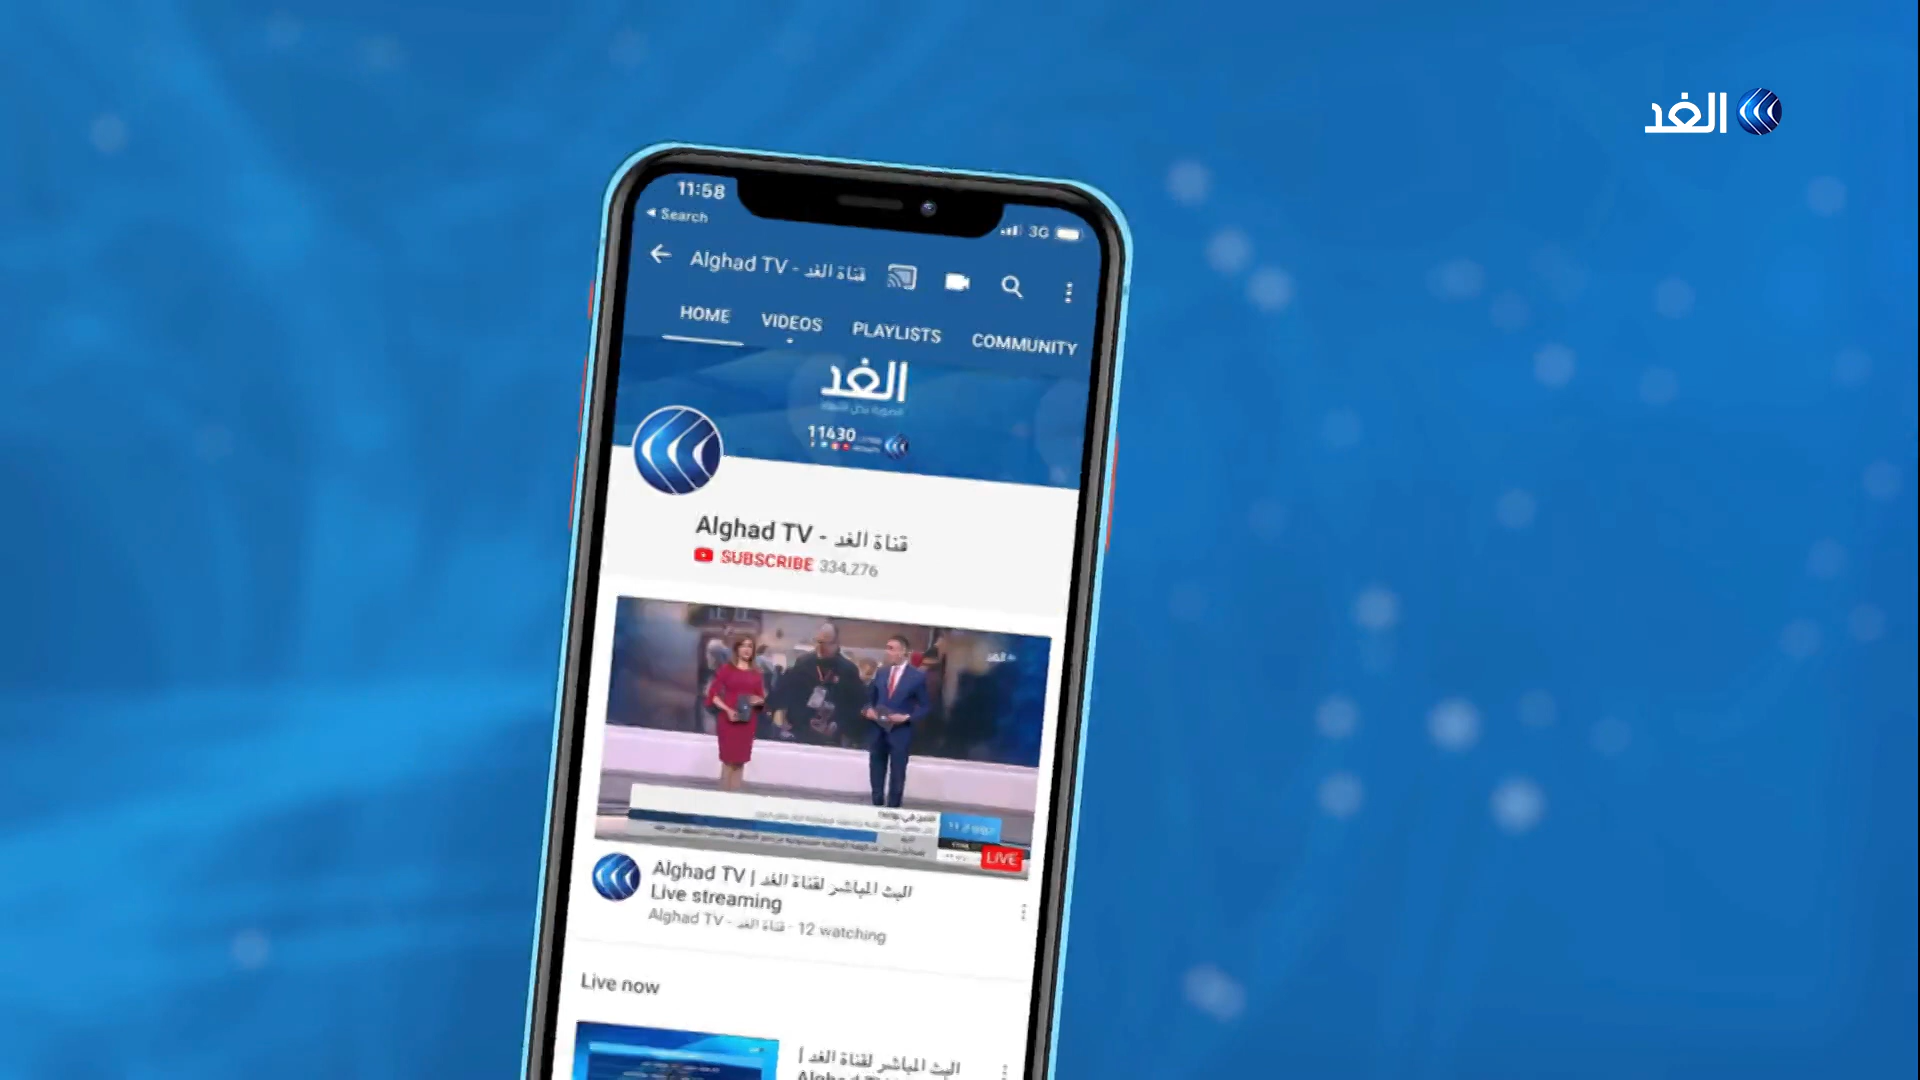 الغد
11:58
Search
3G
Alghad TV - قناة الغد
HOME
VIDEOS
PLAYLISTS
COMMUNITY
الغد
11430
Alghad TV - قناة الغد
SUBSCRIBE 334,276
LIVE
Alghad TV | البث المباشر لقناة الغد
Live streaming
Alghad TV - قناة الغد · 12 watching
Live now
البث المباشر لقناة الغد |